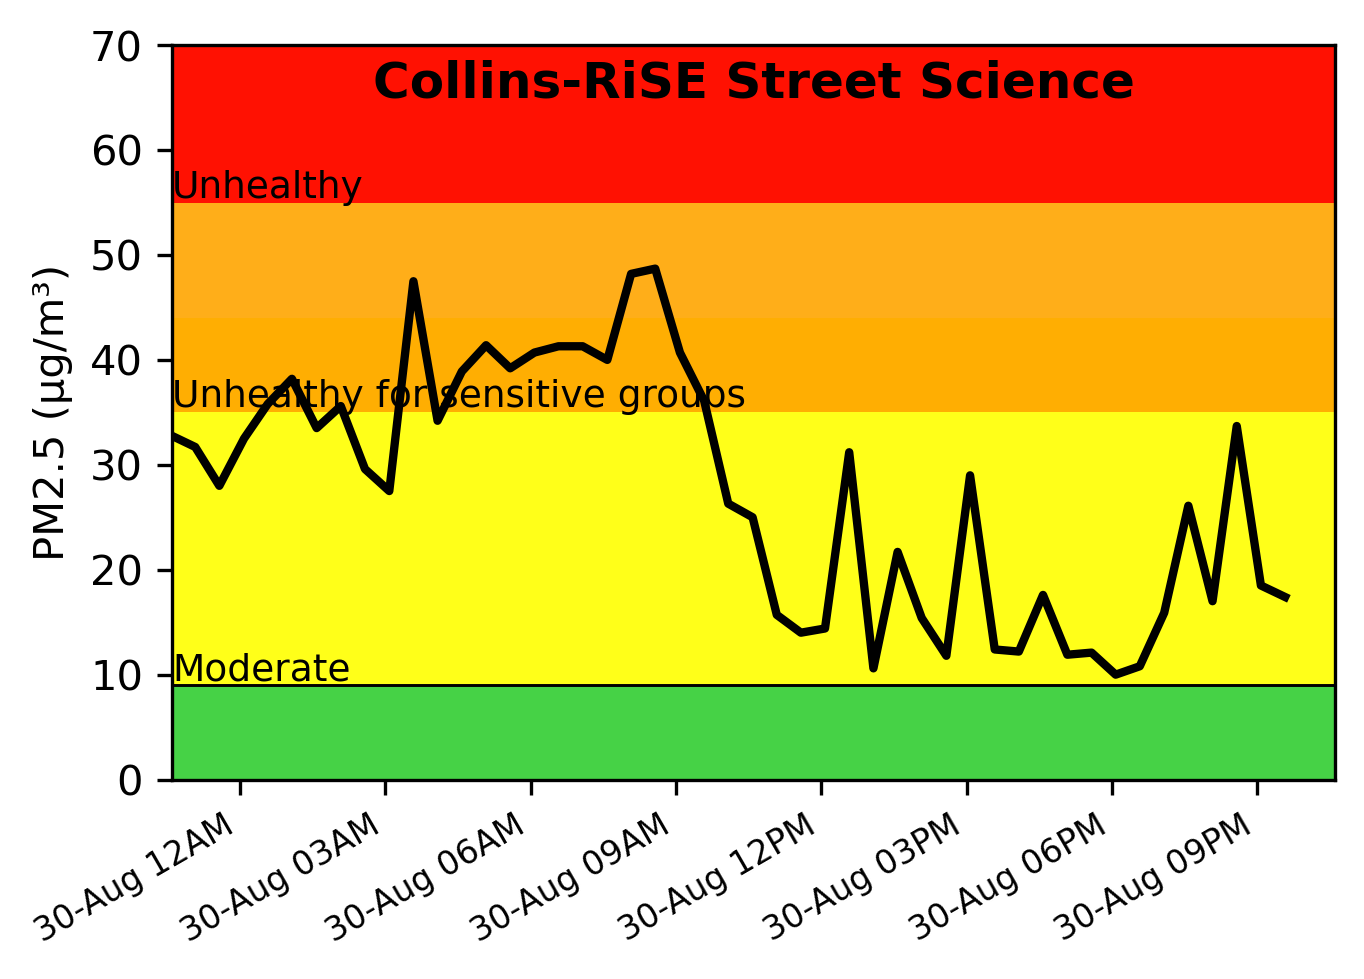 Collins-RiSE Street Science
70
60
Unhealthy
50
40
Unhealthy for sensitive groups
30
20
Moderate
10
0
PM2.5 (µg/m³)
30-Aug 12AM
30-Aug 03AM
30-Aug 06AM
30-Aug 09AM
30-Aug 12PM
30-Aug 03PM
30-Aug 06PM
30-Aug 09PM